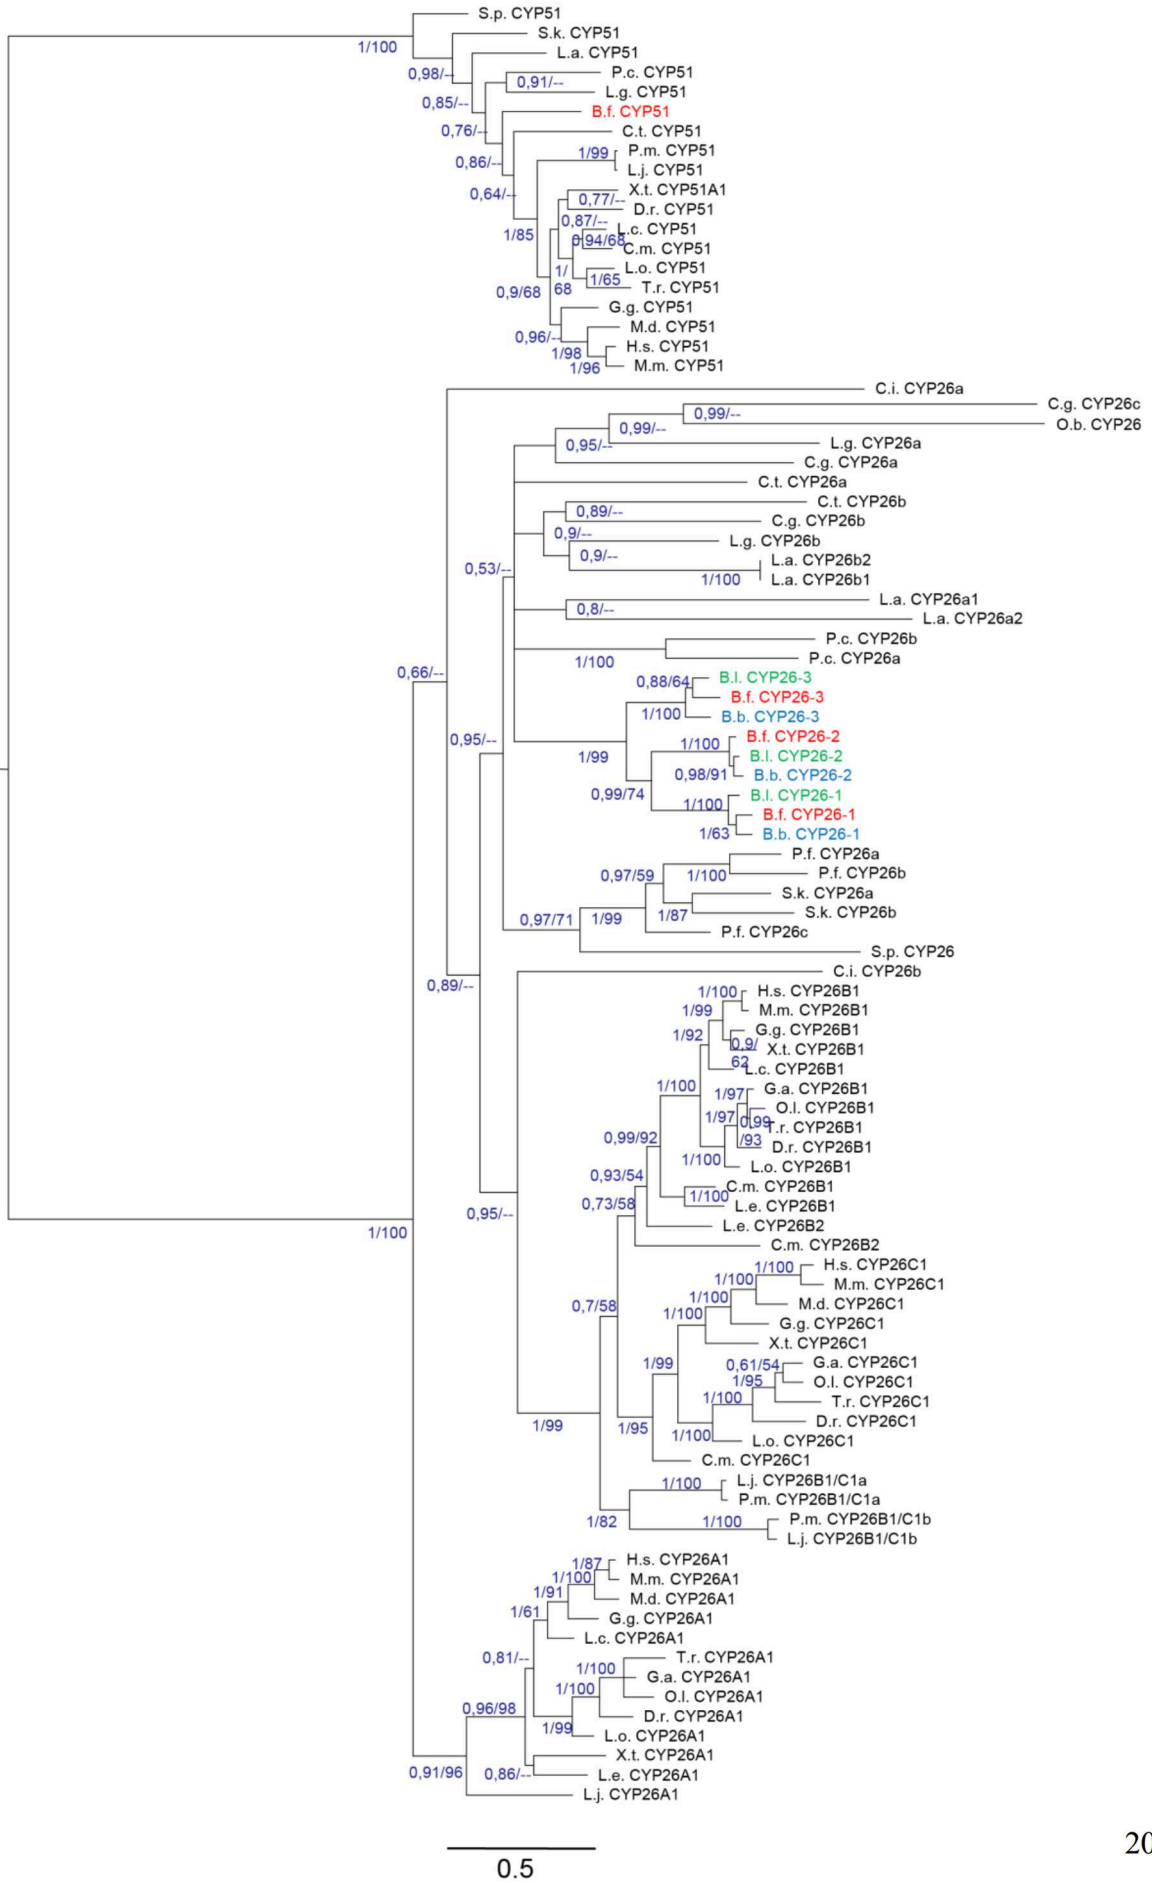 S.p. CYP51
S.k. CYP51
1/100
L.a. CYP51
0,98/--
P.c. CYP51
0,91/--
L.g. CYP51
0,85/--
B.f. CYP51
0,76/--
C.t. CYP51
P.m. CYP51
1/99
0,86/--
L.j. CYP51
X.t. CYP51A1
0,64/--
0,77/--
D.r. CYP51
0,87/--
L.c. CYP51
1/85
0,94/68
C.m. CYP51
L.o. CYP51
1/
68
1/65
T.r. CYP51
0,9/68
G.g. CYP51
M.d. CYP51
0,96/--
H.s. CYP51
1/98
M.m. CYP51
1/96
C.i. CYP26a
C.g. CYP26c
0,99/--
O.b. CYP26
0,99/--
L.g. CYP26a
0,95/--
C.g. CYP26a
C.t. CYP26a
C.t. CYP26b
0,89/--
C.g. CYP26b
0,9/--
L.g. CYP26b
0,9/--
L.a. CYP26b2
0,53/--
1/100
L.a. CYP26b1
L.a. CYP26a1
0,8/--
L.a. CYP26a2
P.c. CYP26b
P.c. CYP26a
1/100
0,66/--
B.l. CYP26-3
0,88/64
B.f. CYP26-3
B.b. CYP26-3
1/100
B.f. CYP26-2
0,95/--
1/100
B.l. CYP26-2
1/99
B.b. CYP26-2
0,98/91
B.l. CYP26-1
0,99/74
1/100
B.f. CYP26-1
B.b. CYP26-1
1/63
P.f. CYP26a
P.f. CYP26b
0,97/59
1/100
S.k. CYP26a
S.k. CYP26b
0,97/71
1/99
1/87
P.f. CYP26c
S.p. CYP26
C.i. CYP26b
0,89/--
H.s. CYP26B1
1/100
M.m. CYP26B1
1/99
G.g. CYP26B1
1/92
0,9/
62
X.t. CYP26B1
L.c. CYP26B1
1/100
G.a. CYP26B1
1/97
O.l. CYP26B1
1/97
0,99
/93
T.r. CYP26B1
0,99/92
D.r. CYP26B1
1/100
L.o. CYP26B1
0,93/54
C.m. CYP26B1
1/100
0,73/58
L.e. CYP26B1
0,95/--
L.e. CYP26B2
1/100
C.m. CYP26B2
H.s. CYP26C1
1/100
M.m. CYP26C1
1/100
M.d. CYP26C1
1/100
0,7/58
1/100
G.g. CYP26C1
X.t. CYP26C1
1/99
G.a. CYP26C1
0,61/54
O.l. CYP26C1
1/95
T.r. CYP26C1
1/100
D.r. CYP26C1
1/99
1/95
1/100
L.o. CYP26C1
C.m. CYP26C1
L.j. CYP26B1/C1a
1/100
P.m. CYP26B1/C1a
P.m. CYP26B1/C1b
1/82
1/100
L.j. CYP26B1/C1b
H.s. CYP26A1
1/87
M.m. CYP26A1
1/100
M.d. CYP26A1
1/91
G.g. CYP26A1
1/61
L.c. CYP26A1
0,81/--
T.r. CYP26A1
1/100
G.a. CYP26A1
1/100
O.l. CYP26A1
0,96/98
D.r. CYP26A1
1/99
L.o. CYP26A1
X.t. CYP26A1
0,91/96
0,86/--
L.e. CYP26A1
L.j. CYP26A1
20
0.5